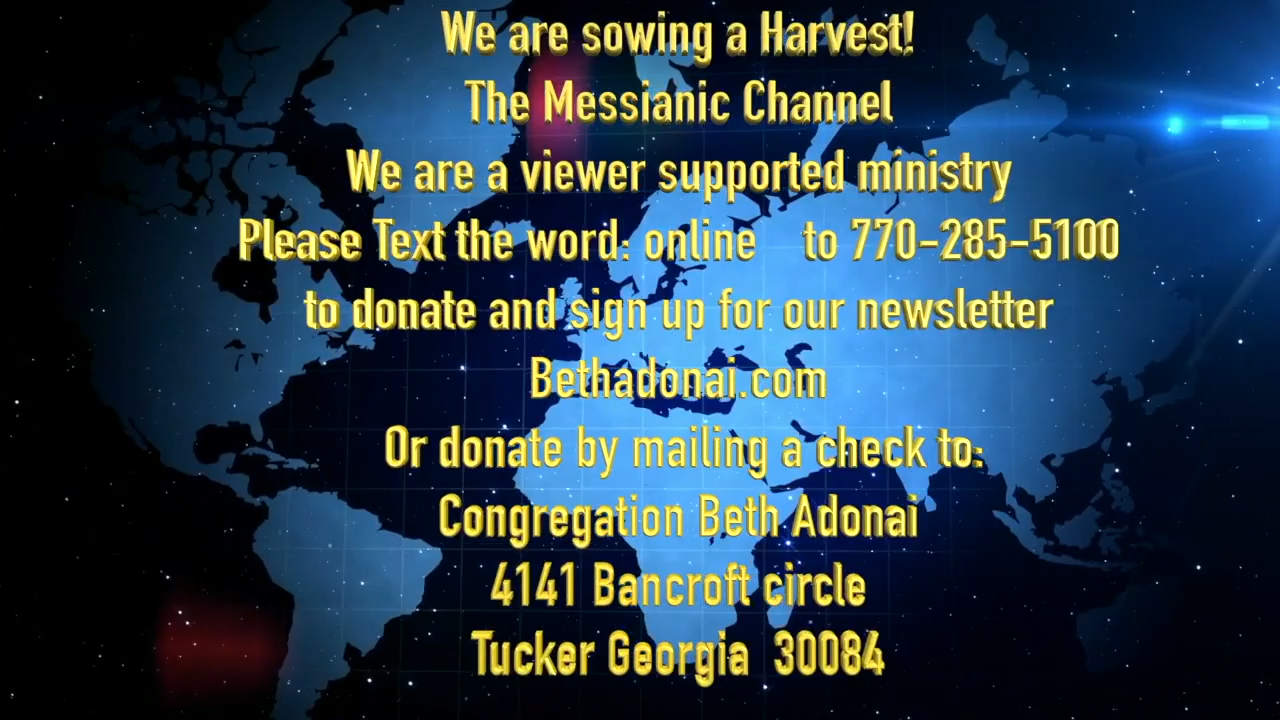 We are sowing a Harvest!
The Messianic Channel
We are a viewer supported ministry
Please Text the word: online to 770-285-5100
to donate and sign up for our newsletter
Bethadonai.com
Or donate by mailing a check to:
Congregation Beth Adonai
4141 Bancroft circle
Tucker Georgia 30084